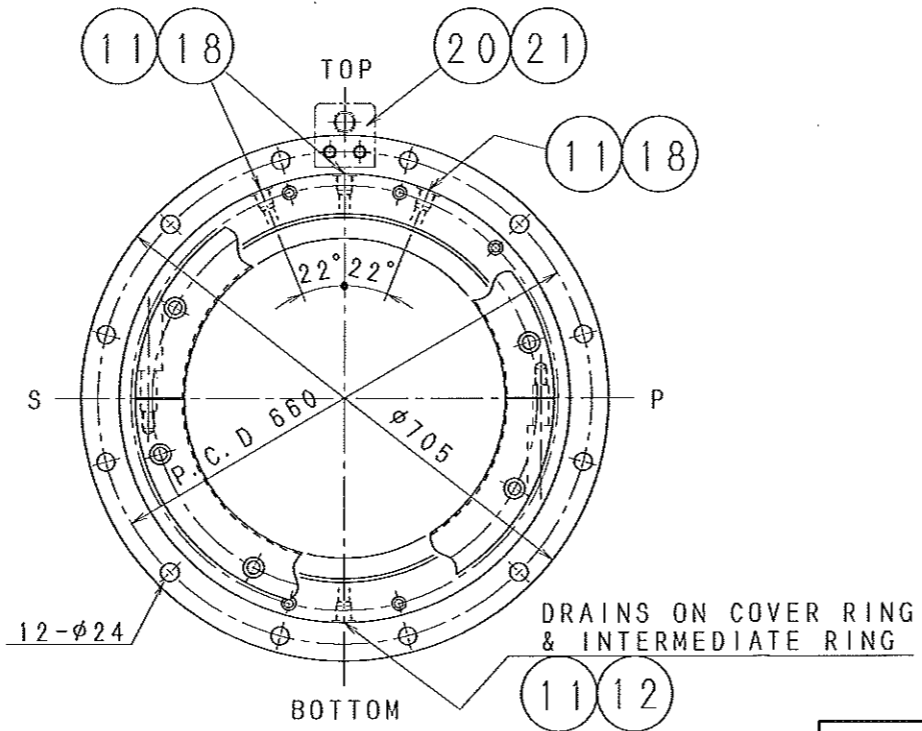 11 18
20 21
TOP
11 18
22° 22°
S
P
P.C.D 660
φ705
12-φ24
DRAINS ON COVER RING
& INTERMEDIATE RING
11 12
BOTTOM